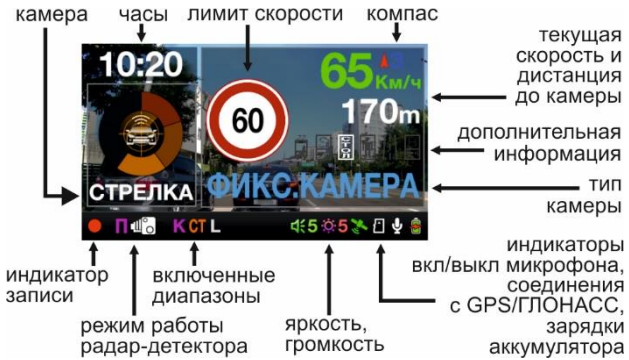 камера
часы
лимит скорости
компас
10:20
60
65 км/ч
З
170m
СТРЕЛКА
СТОП
ФИКС.КАМЕРА
П
К СТ L
5
5
текущая
скорость и
дистанция
до камеры
дополнительная
информация
тип
камеры
индикатор
записи
режим работы
радар-детектора
включенные
диапазоны
яркость,
громкость
индикаторы
вкл/выкл микрофона,
соединения
с GPS/ГЛОНАСС,
зарядки
аккумулятора